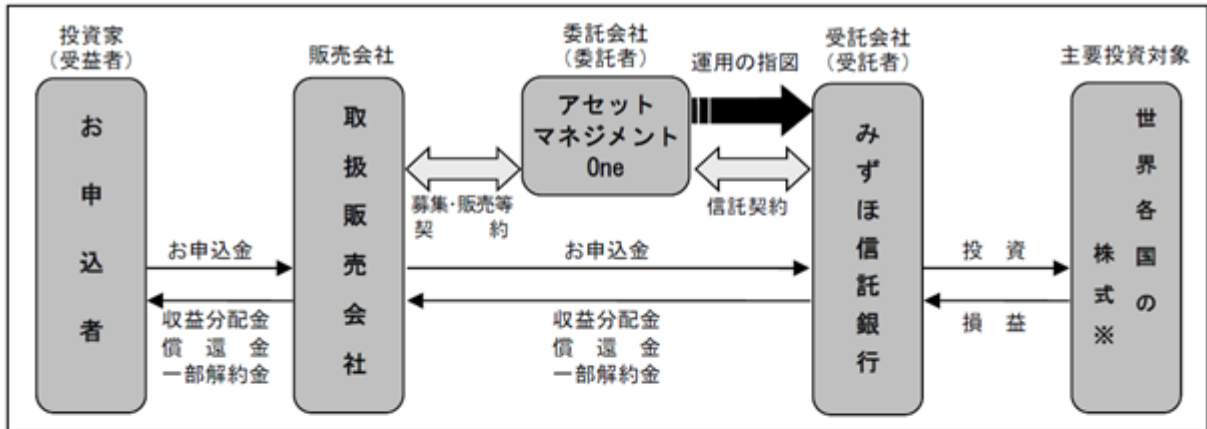 投資家
(受益者)
お申込者
販売会社
取扱販売会社
委託会社
(委託者)
アセット
マネジメント
One
運用の指図
受託会社
(受託者)
みずほ信託銀行
主要投資対象
世界各国の
株式※
募集・販売等
契　約
信託契約
お申込金
収益分配金
償還金
一部解約金
お申込金
収益分配金
償還金
一部解約金
投　資
損　益